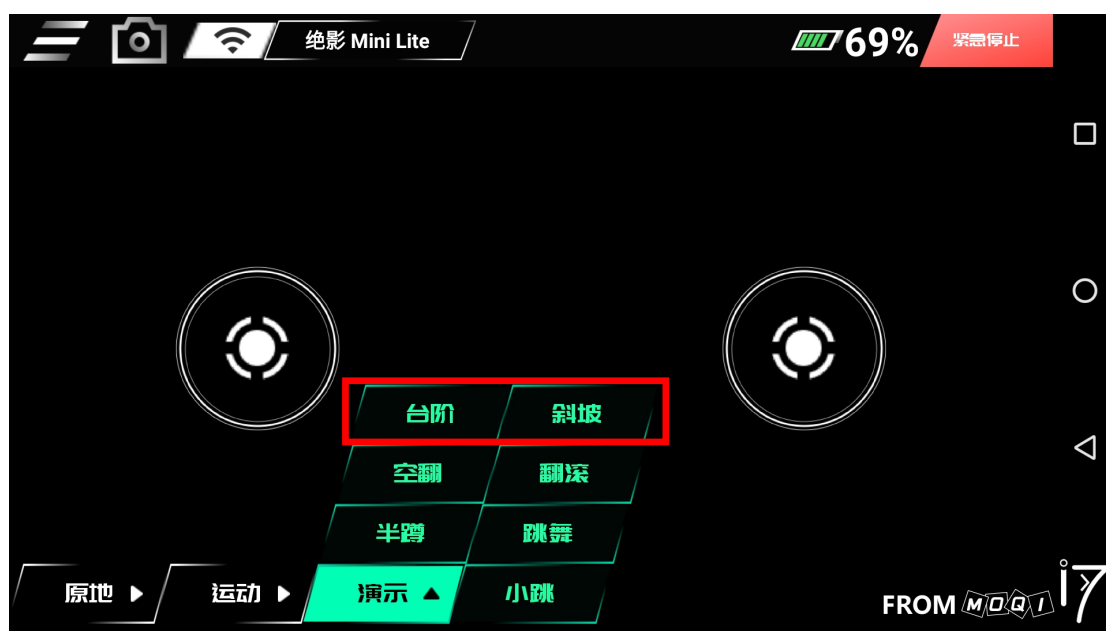 绝影 Mini Lite
69%
紧急停止
台阶 斜坡
空翻 翻滚
半蹲 跳舞
原地 运动 演示 小跳
FROM MOQI i7